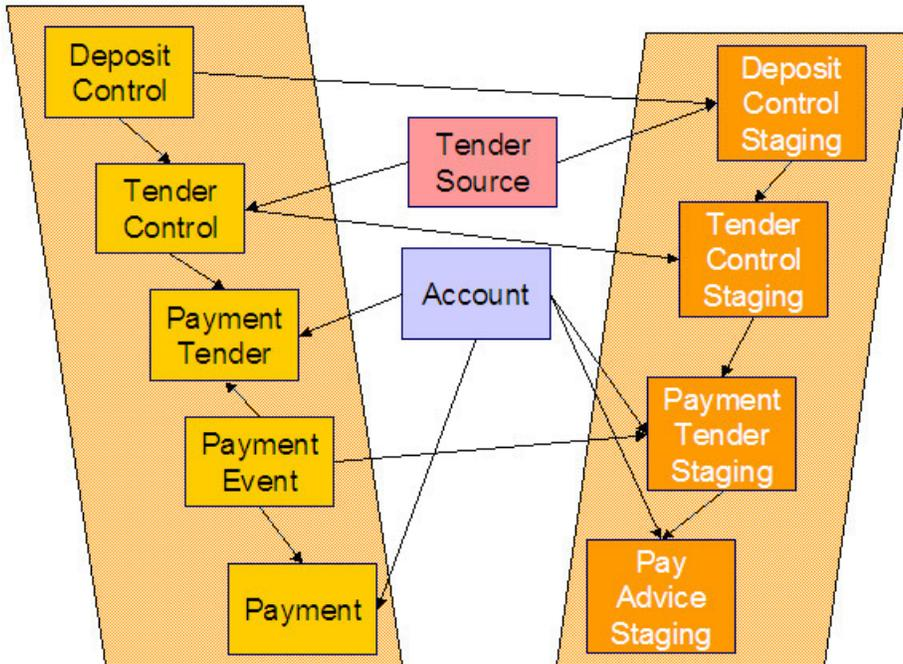 Deposit
Control
Deposit
Control
Staging
Tender
Source
Tender
Control
Tender
Control
Staging
Account
Payment
Tender
Payment
Tender
Staging
Payment
Event
Pay
Advice
Staging
Payment